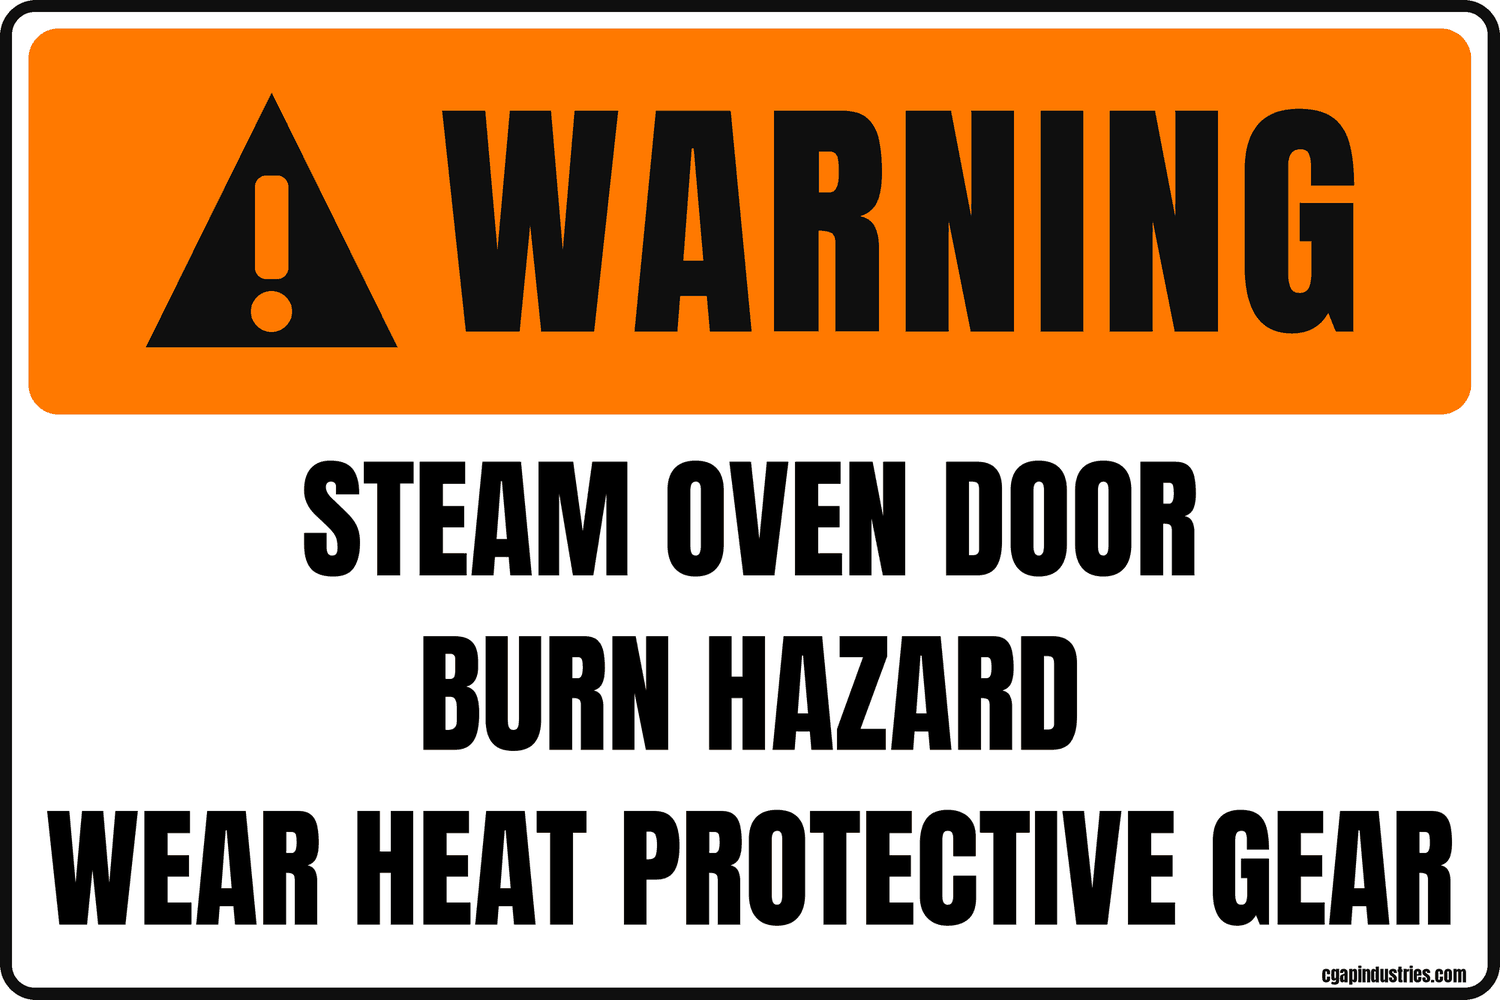 WARNING
STEAM OVEN DOOR
BURN HAZARD
WEAR HEAT PROTECTIVE GEAR
cgapindustries.com